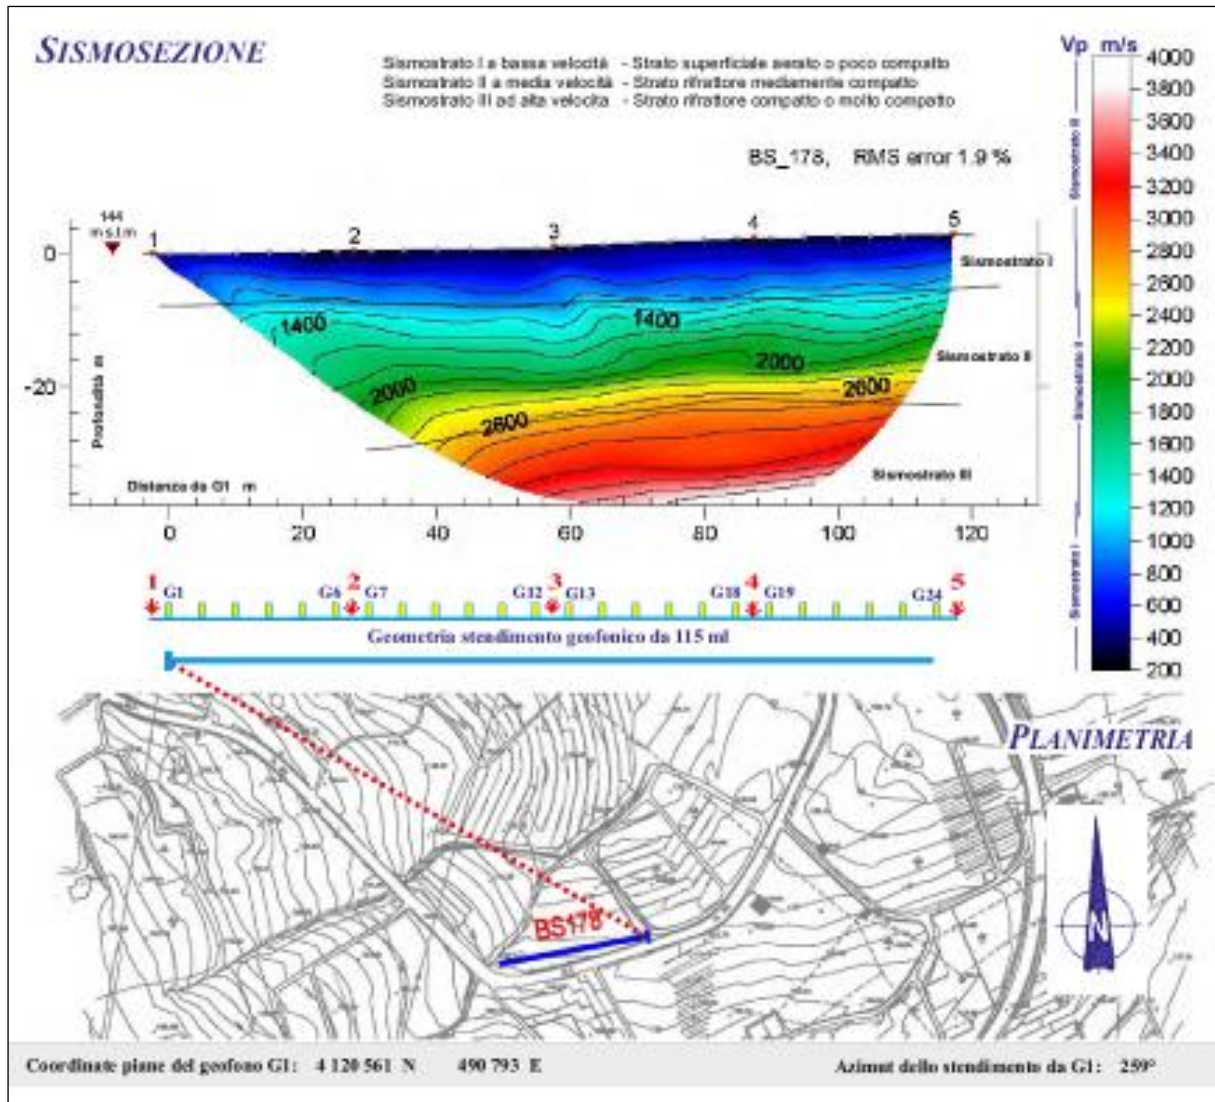 SISMOSEZIONE
Vp m/s
Sismostrato I a bassa velocità - Strato superficiale aerato o poco compatto
Sismostrato II a media velocità - Strato rifrattore mediamente compatto
Sismostrato III ad alta velocita - Strato rifrattore compatto o molto compatto
BS_178, RMS error 1.9 %
4000
3800
3600
3400
3200
3000
2800
2600
2400
2200
2000
1800
1600
1400
1200
1000
800
600
400
200
Sismostrato II
Sismostrato I
144
m s.l.m
1
2
3
4
5
0
-20
Profondità m
Sismostrato I
1400
1400
2000
2000
Sismostrato II
2600
2600
Sismostrato III
Distanza da G1 m
0 20 40 60 80 100 120
1 2 3 4 5
G1 G6 G7 G12 G13 G18 G19 G24
Geometria stendimento geofonico da 115 ml
PLANIMETRIA
BS178
N
Coordinate piane del geofono G1: 4 120 561 N 490 793 E
Azimut dello stendimento da G1: 259°